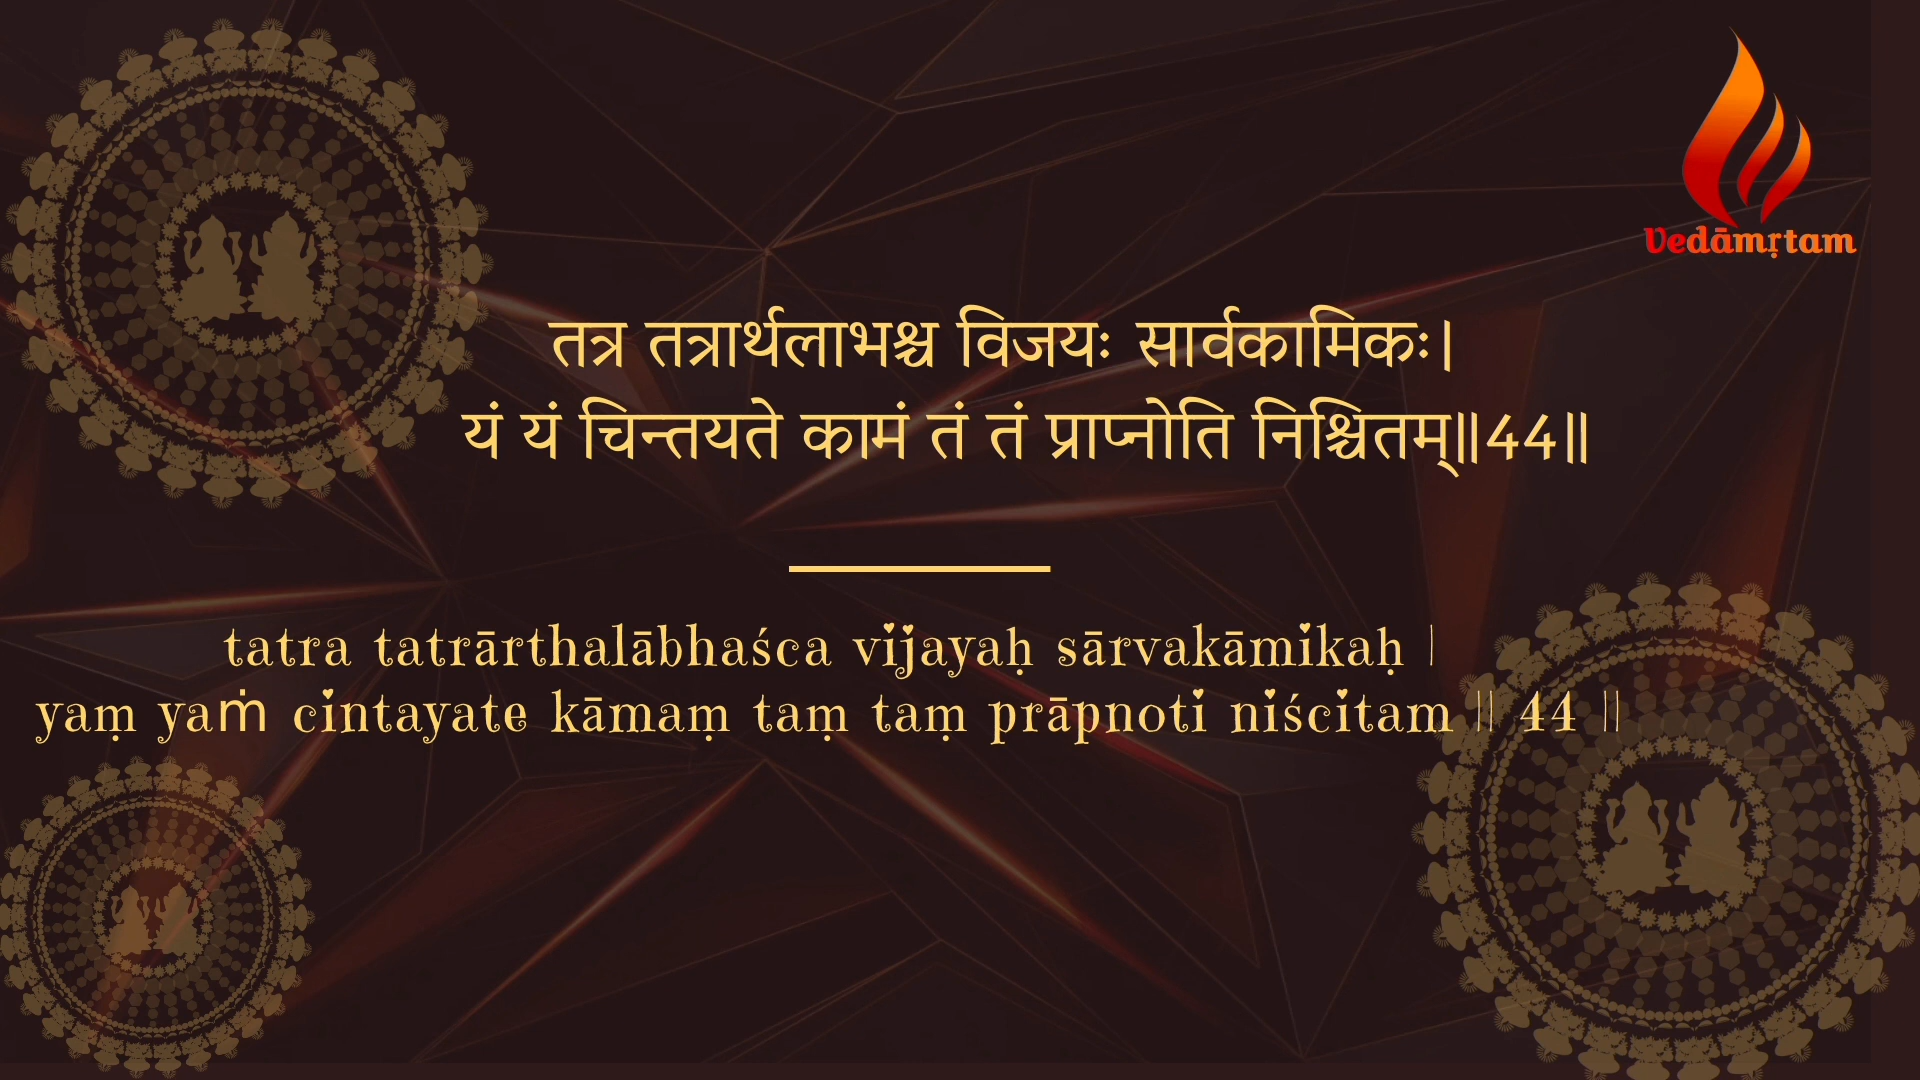 Vedāmṛtam
तत्र तत्रार्थलाभश्च विजयः सार्वकामिकः।
यं यं चिन्तयते कामं तं तं प्राप्नोति निश्चितम्॥44॥
tatra tatrārthalābhaśca vijayaḥ sārvakāmikaḥ |
yaṃ yaṁ cintayate kāmaṃ taṃ taṃ prāpnoti niścitam || 44 ||